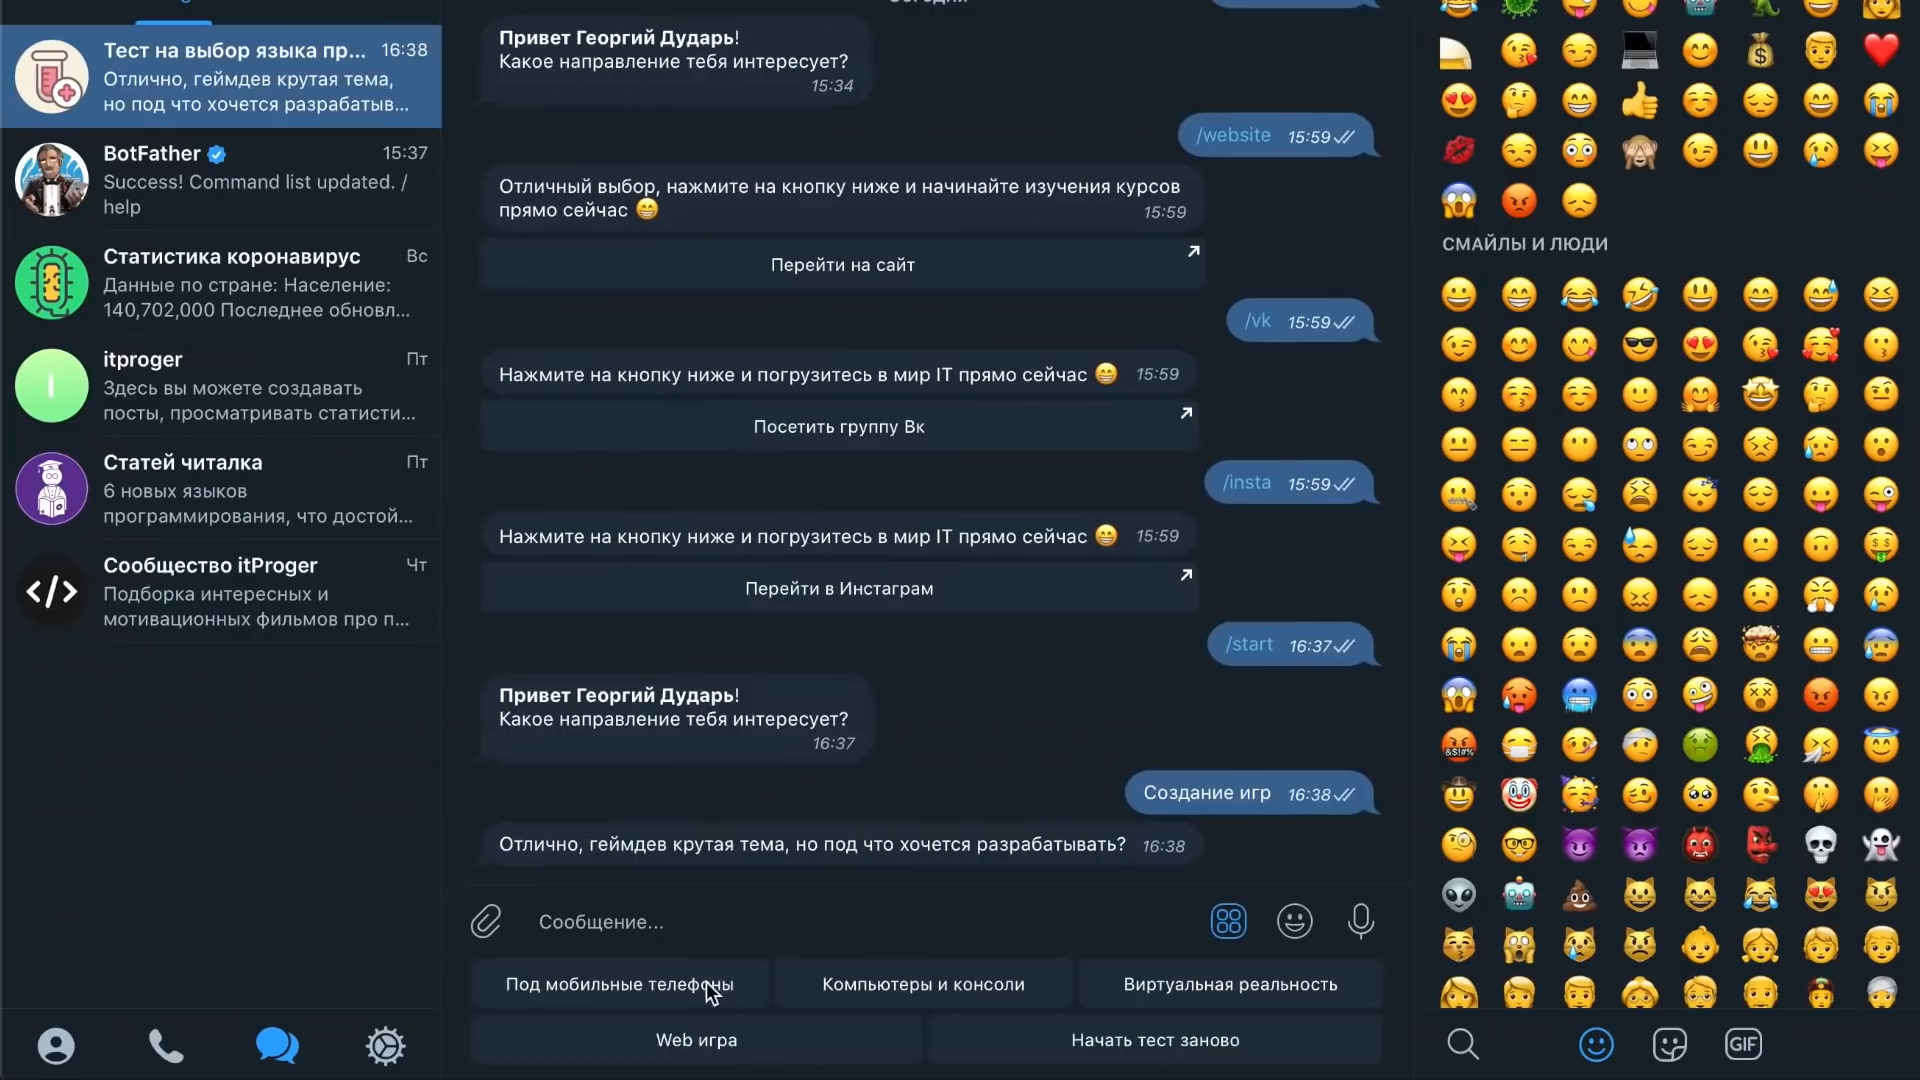 Тест на выбор языка пр... 16:38
Отлично, геймдев крутая тема,
но под что хочется разрабатыв...
BotFather 15:37
Success! Command list updated. /
help
Статистика коронавирус Вс
Данные по стране: Население:
140,702,000 Последнее обновл...
itproger Пт
I
Здесь вы можете создавать
посты, просматривать статисти...
Статей читалка Пт
6 новых языков
программирования, что достой...
Сообщество itProger Чт
</>
Подборка интересных и
мотивационных фильмов про п...
Привет Георгий Дударь!
Какое направление тебя интересует?
15:34
/website 15:59
Отличный выбор, нажмите на кнопку ниже и начинайте изучения курсов
прямо сейчас 😁 15:59
Перейти на сайт
/vk 15:59
Нажмите на кнопку ниже и погрузитесь в мир IT прямо сейчас 😁 15:59
Посетить группу Вк
/insta 15:59
Нажмите на кнопку ниже и погрузитесь в мир IT прямо сейчас 😁 15:59
Перейти в Инстаграм
/start 16:37
Привет Георгий Дударь!
Какое направление тебя интересует?
16:37
Создание игр 16:38
Отлично, геймдев крутая тема, но под что хочется разрабатывать? 16:38
Сообщение...
Под мобильные телефоны
Компьютеры и консоли
Виртуальная реальность
Web игра
Начать тест заново
СМАЙЛЫ И ЛЮДИ
GIF